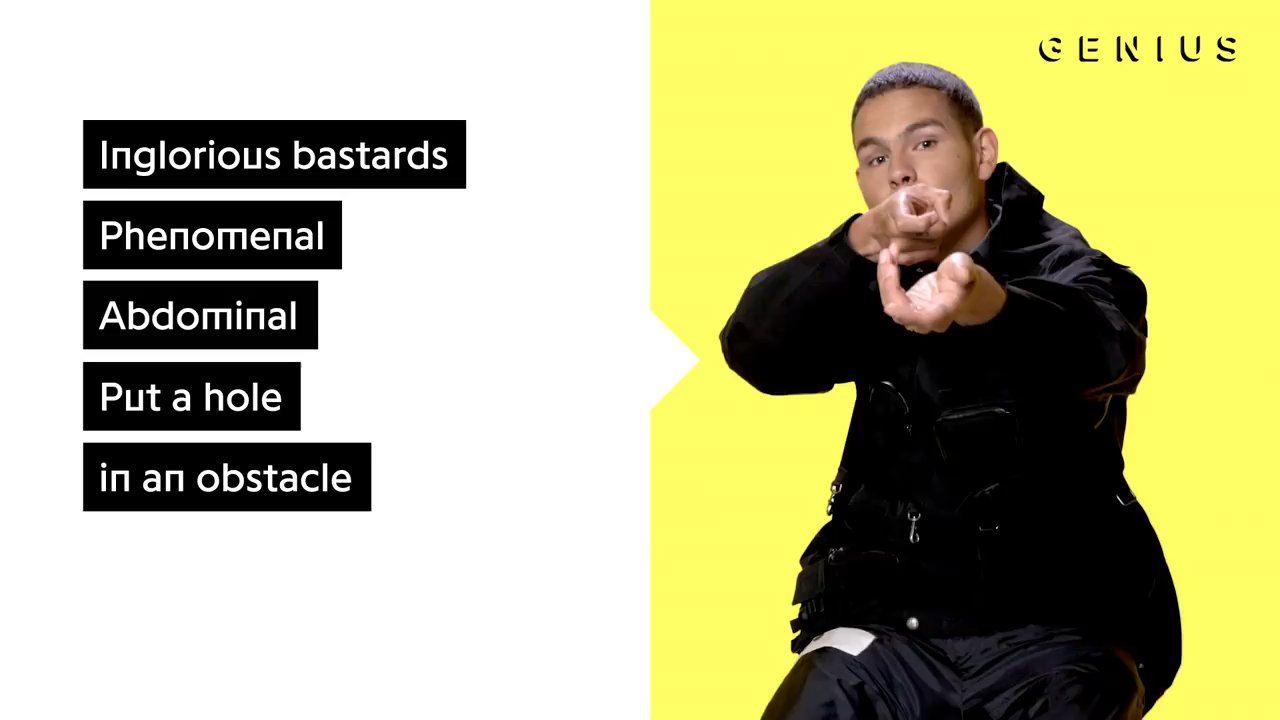 Inglorious bastards
Phenomenal
Abdominal
Put a hole
in an obstacle
GENIUS